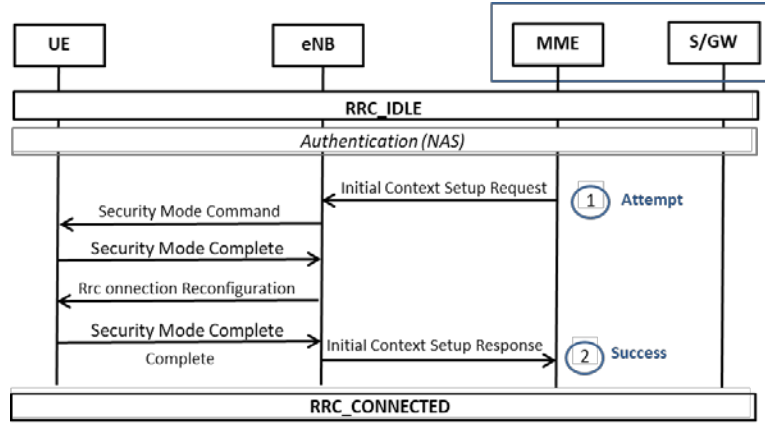 UE
eNB
MME
S/GW
RRC_IDLE
Authentication (NAS)
Initial Context Setup Request
1 Attempt
Security Mode Command
Security Mode Complete
Rrc onnection Reconfiguration
Security Mode Complete
Complete
Initial Context Setup Response
2 Success
RRC_CONNECTED